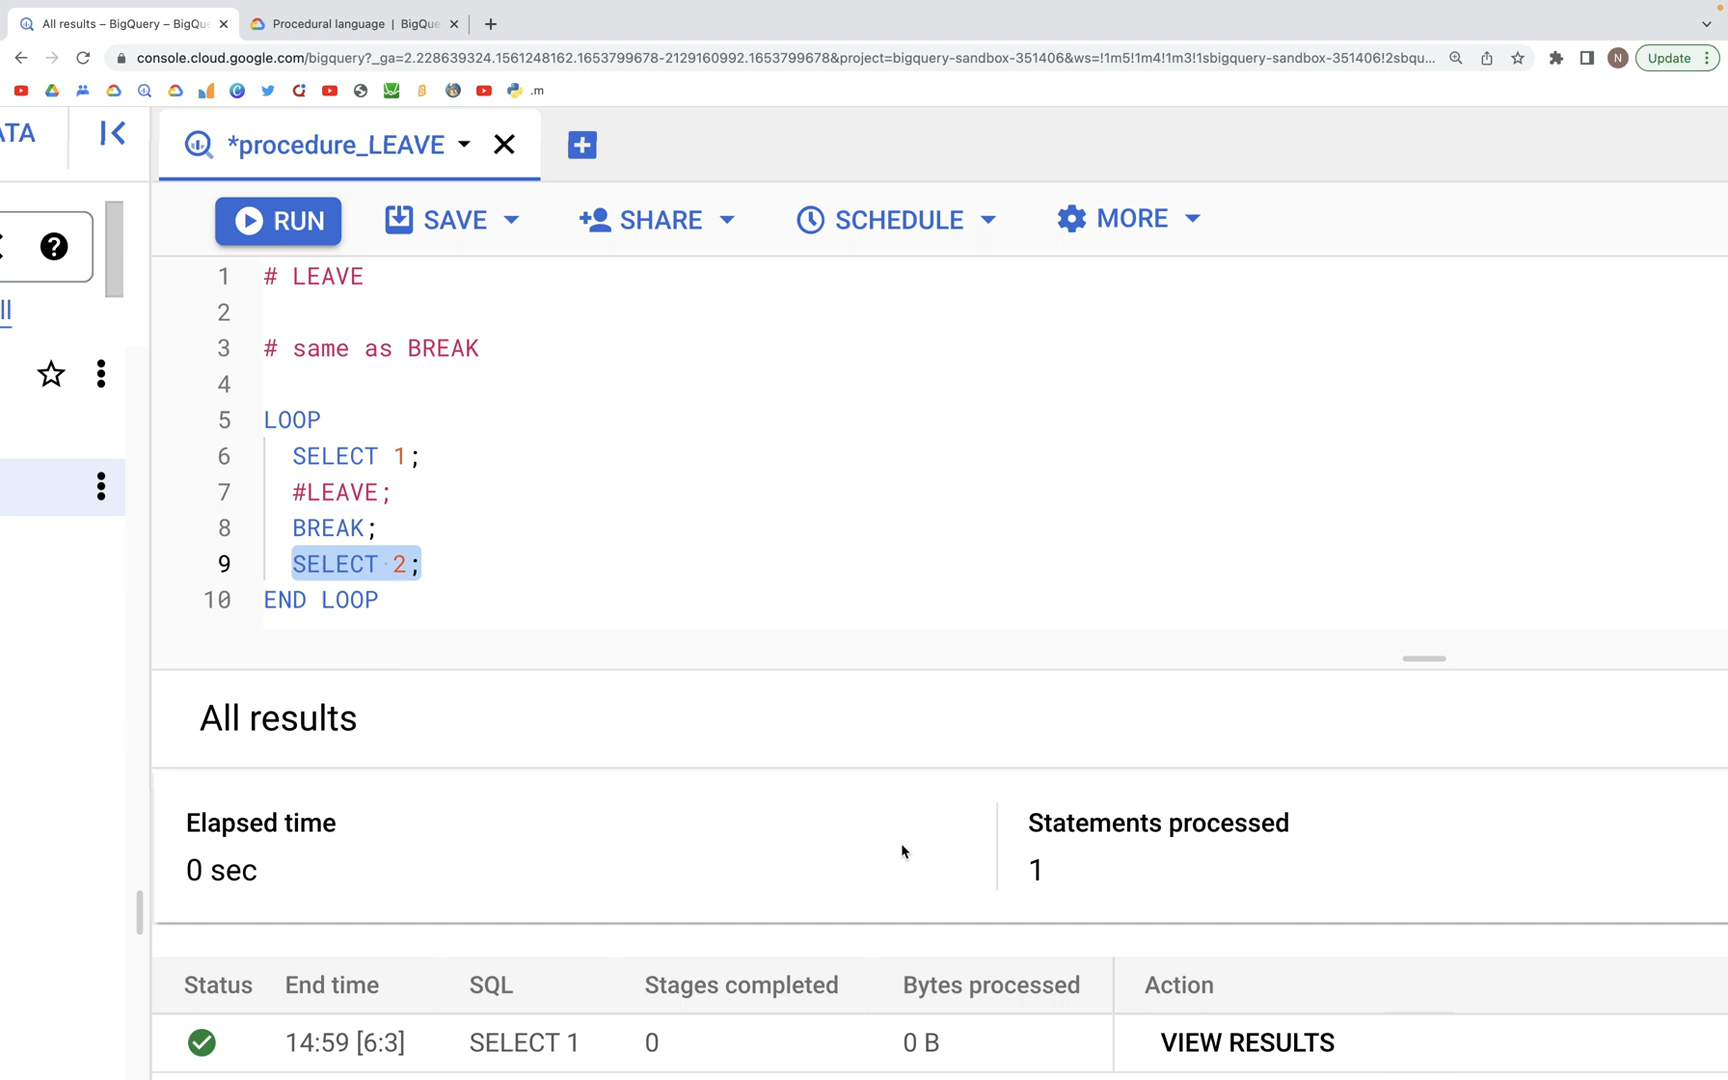 All results – BigQuery – BigQu
Procedural language | BigQue
console.cloud.google.com/bigquery?_ga=2.228639324.1561248162.1653799678-2129160992.1653799678&project=bigquery-sandbox-351406&ws=!1m5!1m4!1m3!1sbigquery-sandbox-351406!2sbqu...
N
Update
.m
ATA
*procedure_LEAVE
RUN
SAVE
SHARE
SCHEDULE
MORE
ll
1 # LEAVE
2
3 # same as BREAK
4
5 LOOP
6 SELECT 1;
7 #LEAVE;
8 BREAK;
9 SELECT 2;
10 END LOOP
All results
Elapsed time
0 sec
Statements processed
1
Status End time SQL Stages completed Bytes processed Action
14:59 [6:3] SELECT 1 0 0 B VIEW RESULTS